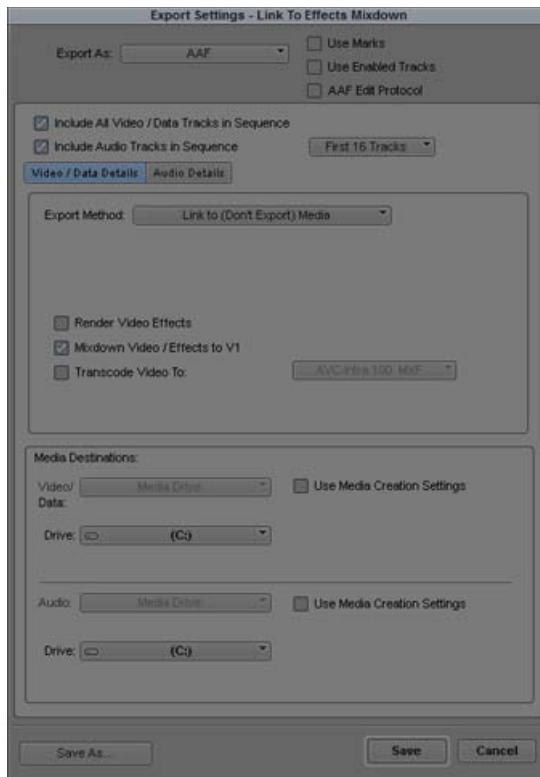 Export Settings - Link To Effects Mixdown
Export As: AAF
Use Marks
Use Enabled Tracks
AAF Edit Protocol
Include All Video / Data Tracks in Sequence
Include Audio Tracks in Sequence First 16 Tracks
Video / Data Details Audio Details
Export Method: Link to (Don't Export) Media
Render Video Effects
Mixdown Video / Effects to V1
Transcode Video To: AVC-Intra 100 MXF
Media Destinations:
Video/ Data: Media Drive Use Media Creation Settings
Drive: (C:)
Audio: Media Drive Use Media Creation Settings
Drive: (C:)
Save As... Save Cancel